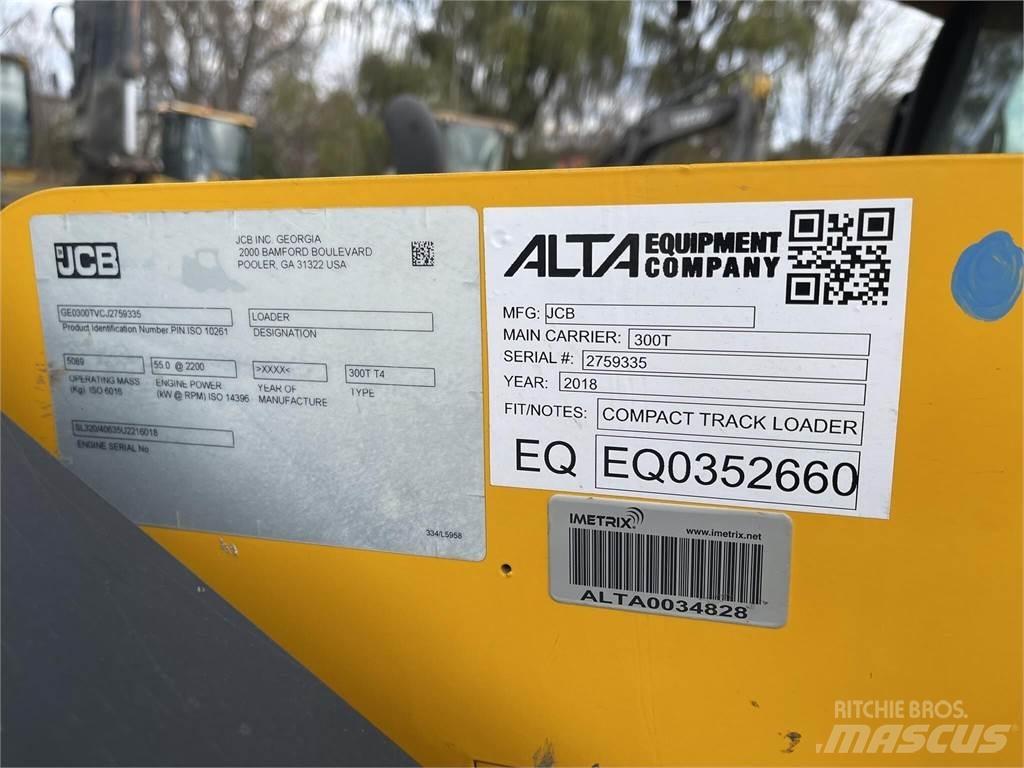 JCB
JCB INC. GEORGIA
2000 BAMFORD BOULEVARD
POOLER, GA 31322 USA
GE0300TVCJ2759335
Product Identification Number PIN ISO 10261
LOADER
DESIGNATION
5089
OPERATING MASS
(Kg) ISO 6016
55.0 @ 2200
ENGINE POWER
(kW @ RPM) ISO 14396
>XXXX<
YEAR OF
MANUFACTURE
300T T4
TYPE
SL320/40635U2216018
ENGINE SERIAL No
334/L5958
ALTA EQUIPMENT
COMPANY
MFG: JCB
MAIN CARRIER: 300T
SERIAL #: 2759335
YEAR: 2018
FIT/NOTES: COMPACT TRACK LOADER
EQ EQ0352660
IMETRIX
www.imetrix.net
ALTA0034828
RITCHIE BROS.
MASCUS